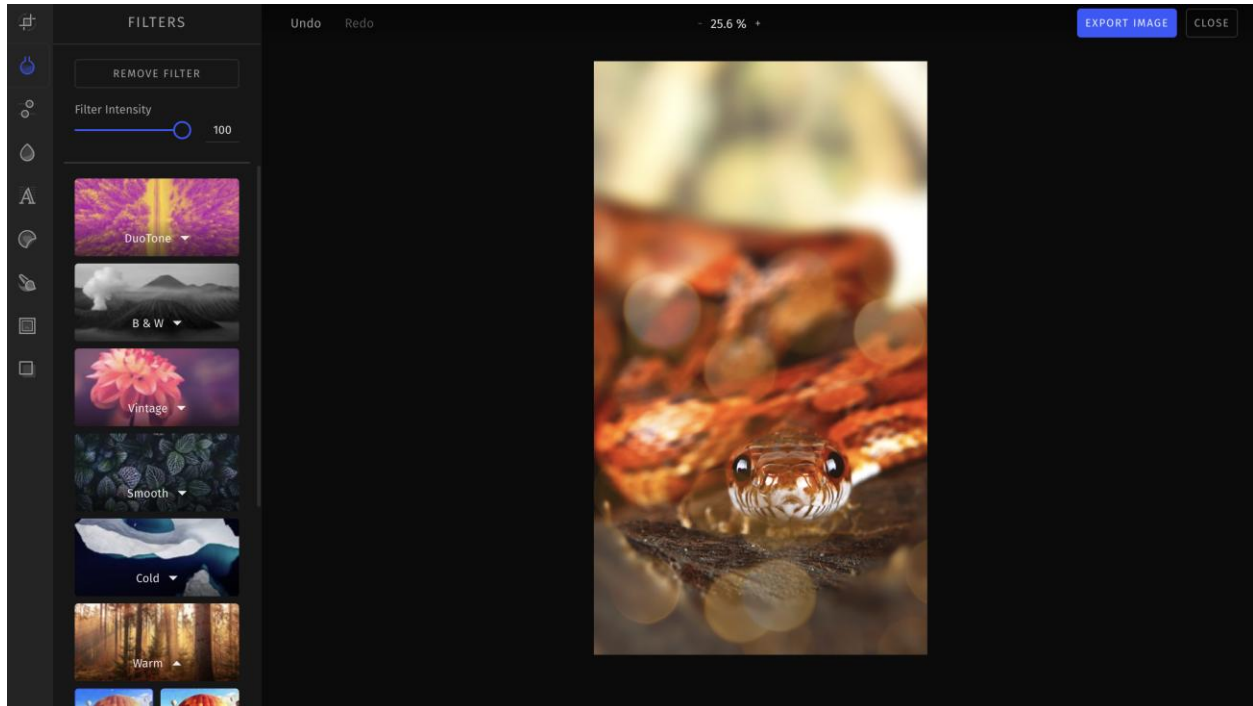 FILTERS
Undo Redo
- 25.6 % +
EXPORT IMAGE
CLOSE
REMOVE FILTER
Filter Intensity
100
DuoTone
B & W
Vintage
Smooth
Cold
Warm